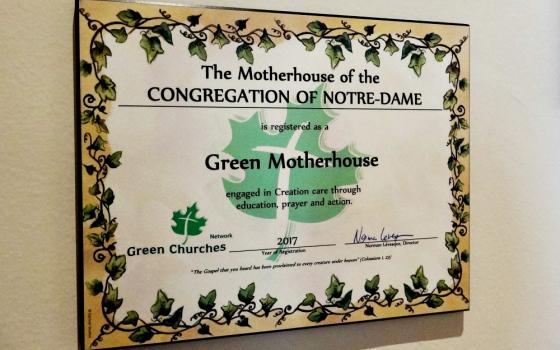 The Motherhouse of the
CONGREGATION OF NOTRE-DAME
is registered as a
Green Motherhouse
engaged in Creation care through
education, prayer and action.
Network
Green Churches
2017
Year of Registration
Norman Lévesque, Director
"The Gospel that you heard has been proclaimed to every creature under heaven" (Colossians 1, 23)